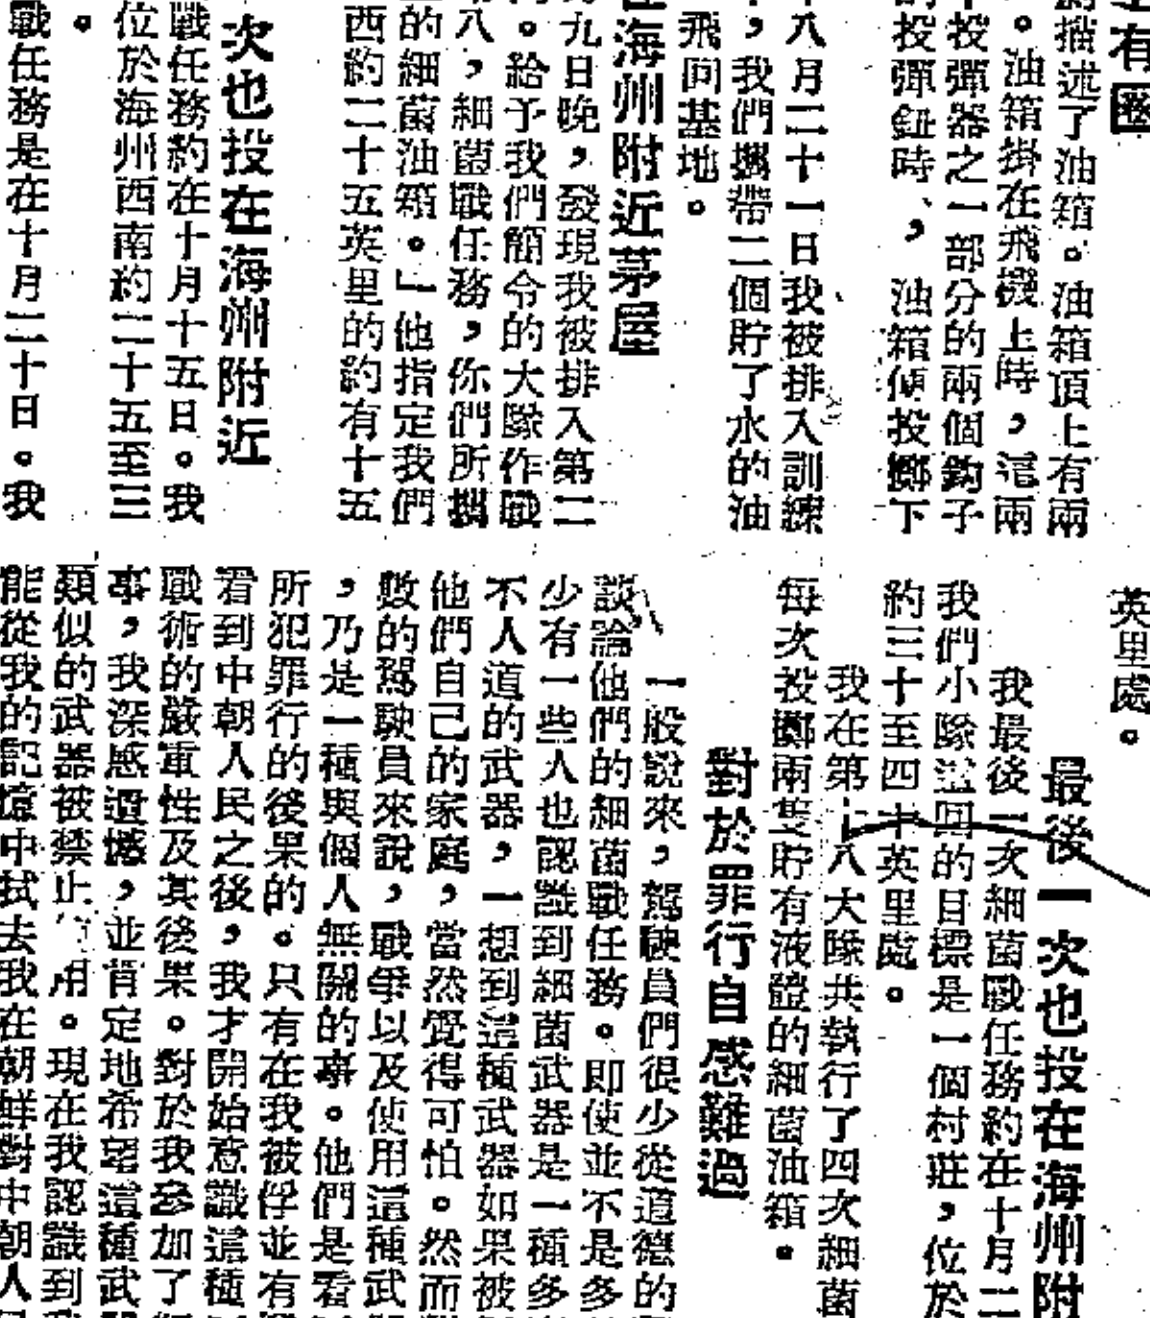 上有圈
描述了油箱。油箱頂上有兩
。油箱掛在飛機上時，這兩
投彈器之一部分的兩個鈎子
投彈鈕時、，油箱便投擲下
八月二十一日我被排入訓練
，我們攜帶二個貯了水的油
飛回基地。
在海州附近茅屋
九日晚，發現我被排入第二
。給予我們簡令的大隊作戰
八，細菌戰任務，你們所攜
的細菌油箱。」他指定我們
西約二十五英里的約有十五
次也投在海州附近
戰任務約在十月十五日。我
位於海州西南約二十五至三
。
戰任務是在十月二十日。我
英里處。
最後一次也投在海州附
我最後一次細菌戰任務約在十月二
我們小隊這回的目標是一個村莊，位於
約三十至四十英里處。
我在第十八大隊共執行了四次細菌
每次投擲兩隻貯有液體的細菌油箱。
對於罪行自感難過
一般說來，駕駛員們很少從道德的
談論他們的細菌戰任務。即使並不是多
少有一些人也認識到細菌武器是一種多
不人道的武器，一想到這種武器如果被
他們自己的家庭，當然覺得可怕。然而
數的駕駛員來說，戰爭以及使用這種武
，乃是一種與個人無關的事。他們是看
所犯罪行的後果的。只有在我被俘並有
看到中朝人民之後，我才開始意識這種
戰術的嚴重性及其後果。對於我參加了
事，我深感遺憾，並肯定地希望這種武
類似的武器被禁止用。現在我認識到
能從我的記憶中拭去我在朝鮮對中朝人